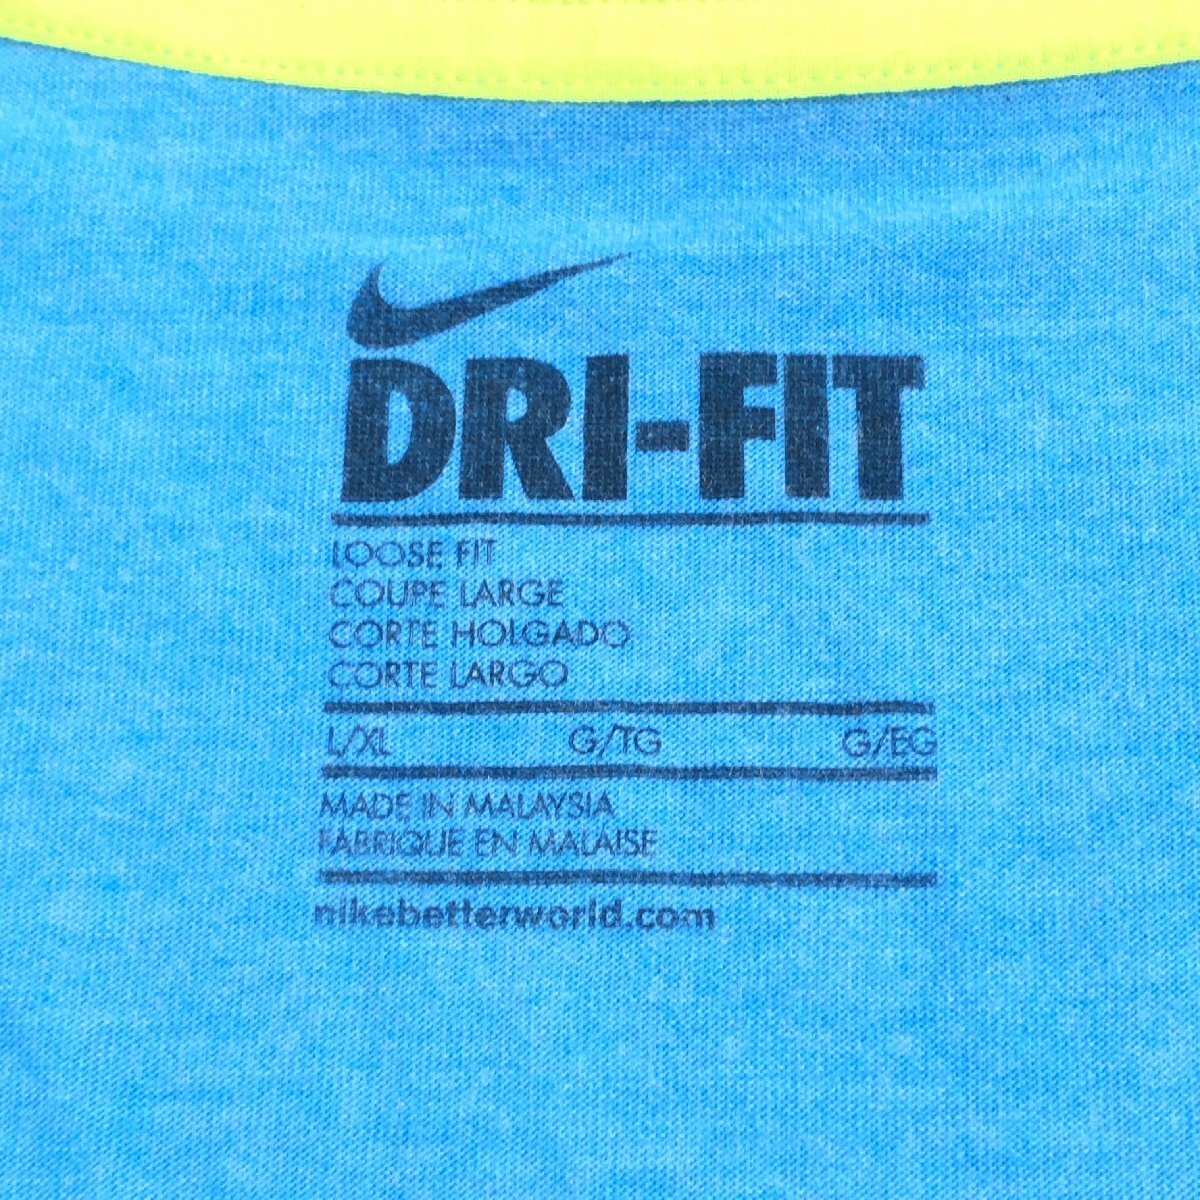 DRI-FIT
LOOSE FIT
COUPE LARGE
CORTE HOLGADO
CORTE LARGO
L/XL G/TG G/EG
MADE IN MALAYSIA
FABRIQUE EN MALAISIE
nikebetterworld.com